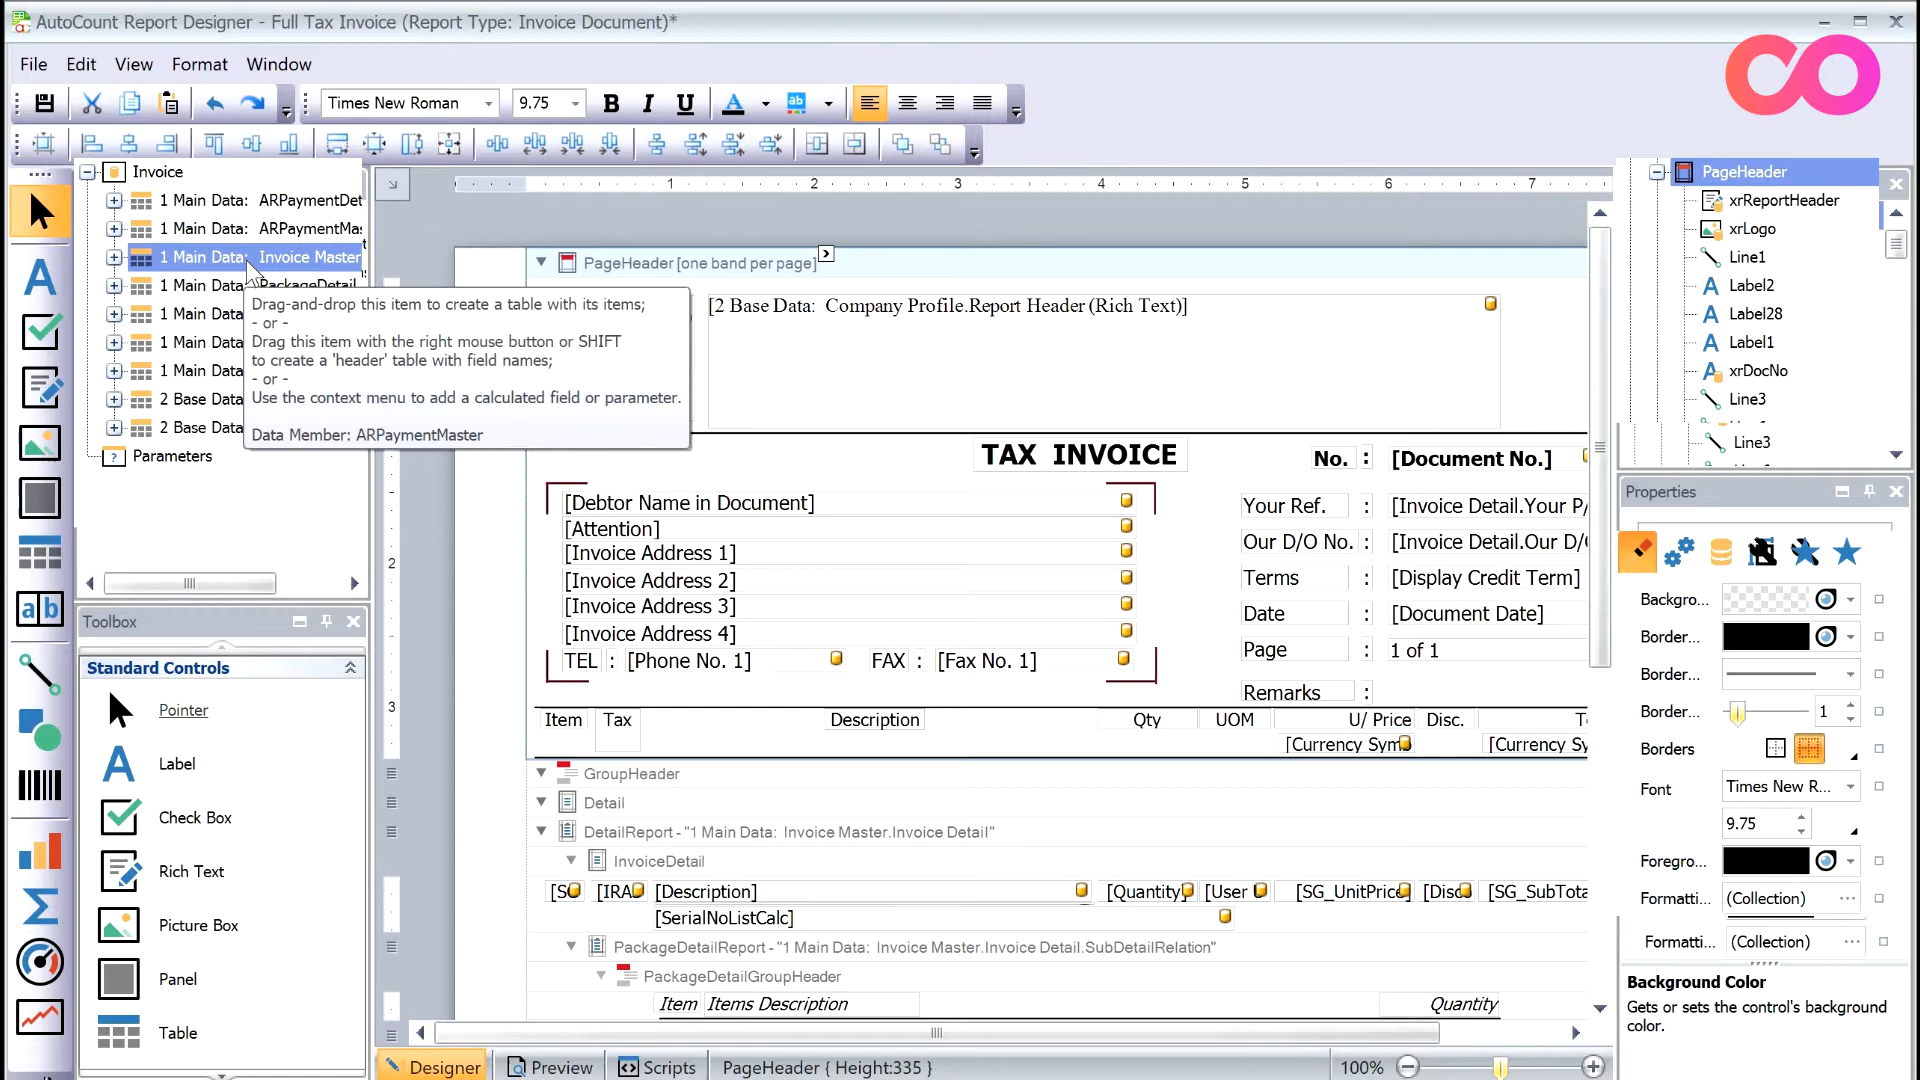 AutoCount Report Designer - Full Tax Invoice (Report Type: Invoice Document)*
File Edit View Format Window
Times New Roman 9.75 B I U A ab
Invoice
1 Main Data: ARPaymentDet
1 Main Data: ARPaymentMas
1 Main Data: Invoice Master
1 Main Data: PackageDetail
1 Main Data
1 Main Data
1 Main Data
2 Base Data
2 Base Data
Parameters
Drag-and-drop this item to create a table with its items;
- or -
Drag this item with the right mouse button or SHIFT
to create a 'header' table with field names;
- or -
Use the context menu to add a calculated field or parameter.
Data Member: ARPaymentMaster
Toolbox
Standard Controls
Pointer
Label
Check Box
Rich Text
Picture Box
Panel
Table
1 2 3 4 5 6 7
2
3
PageHeader [one band per page]
[2 Base Data: Company Profile.Report Header (Rich Text)]
TAX INVOICE
No. : [Document No.]
[Debtor Name in Document]
[Attention]
[Invoice Address 1]
[Invoice Address 2]
[Invoice Address 3]
[Invoice Address 4]
TEL : [Phone No. 1] FAX : [Fax No. 1]
Your Ref. : [Invoice Detail.Your P/
Our D/O No. : [Invoice Detail.Our D/
Terms : [Display Credit Term]
Date : [Document Date]
Page : 1 of 1
Remarks :
Item Tax Description Qty UOM U/ Price Disc. T
[Currency Sym [Currency Sy
GroupHeader
Detail
DetailReport - "1 Main Data: Invoice Master.Invoice Detail"
InvoiceDetail
[S [IRA [Description] [Quantity] [User [SG_UnitPrice [Disc [SG_SubTota
[SerialNoListCalc]
PackageDetailReport - "1 Main Data: Invoice Master.Invoice Detail.SubDetailRelation"
PackageDetailGroupHeader
Item Items Description Quantity
Designer Preview Scripts PageHeader { Height:335 } 100%
PageHeader
xrReportHeader
xrLogo
Line1
Label2
Label28
Label1
xrDocNo
Line3
Line3
Properties
Backgro...
Border...
Border...
Border... 1
Borders
Font Times New R...
9.75
Foregro...
Formatti... (Collection) ...
Formatti... (Collection) ...
Background Color
Gets or sets the control's background
color.